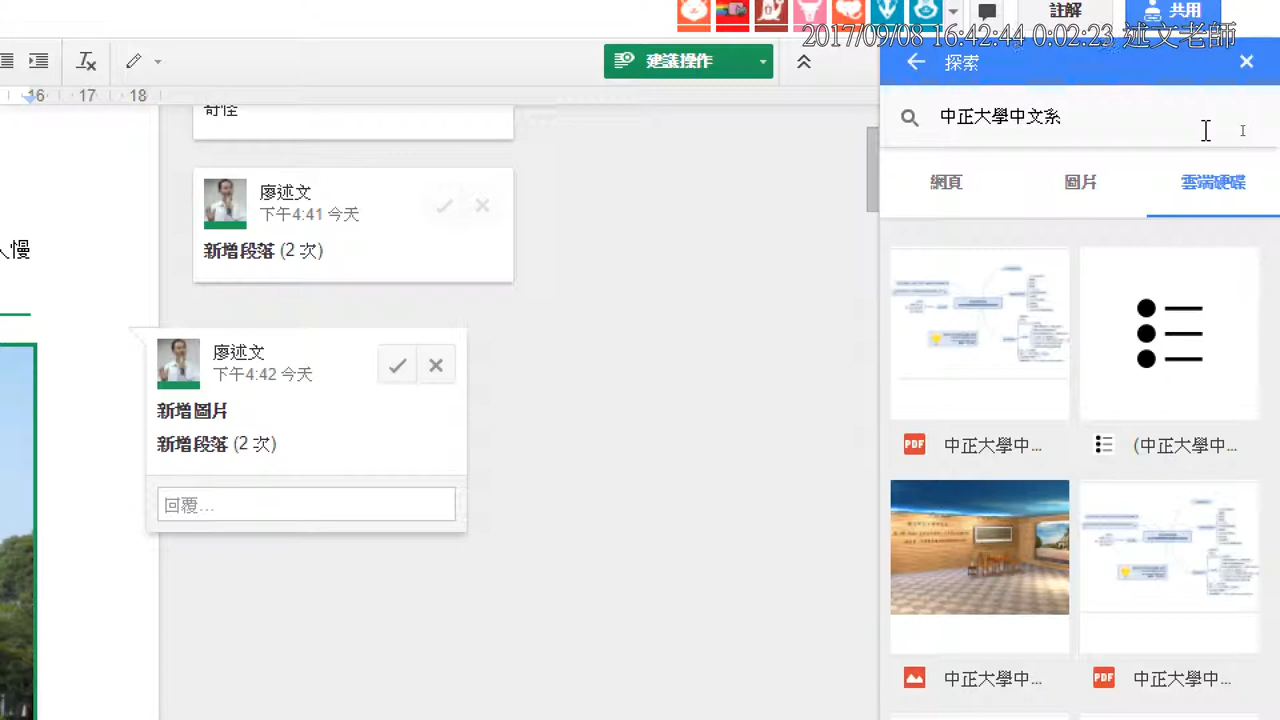 註解
共用
2017/09/08 16:42:44 0:02:23 述文老師
建議操作
探索
16 17 18
奇怪
中正大學中文系
網頁
圖片
雲端硬碟
廖述文
下午4:41 今天
新增段落 (2 次)
人慢
廖述文
下午4:42 今天
新增圖片
新增段落 (2 次)
回覆...
PDF 中正大學中...
(中正大學中...
中正大學中...
PDF 中正大學中...